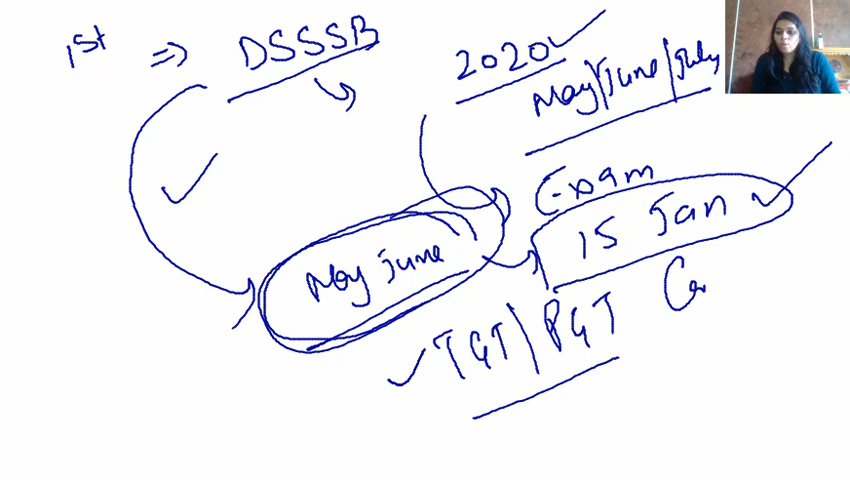 1st ⇒ DSSSB
2020
May/June/July
Exam
15 Jan
May June
TGT/PGT